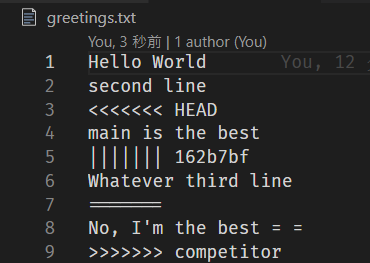 greetings.txt
You, 3 秒前 | 1 author (You)
1 Hello World You, 12
2 second line
3 <<<<<<< HEAD
4 main is the best
5 ||||||| 162b7bf
6 Whatever third line
7 =======
8 No, I'm the best = =
9 >>>>>>> competitor